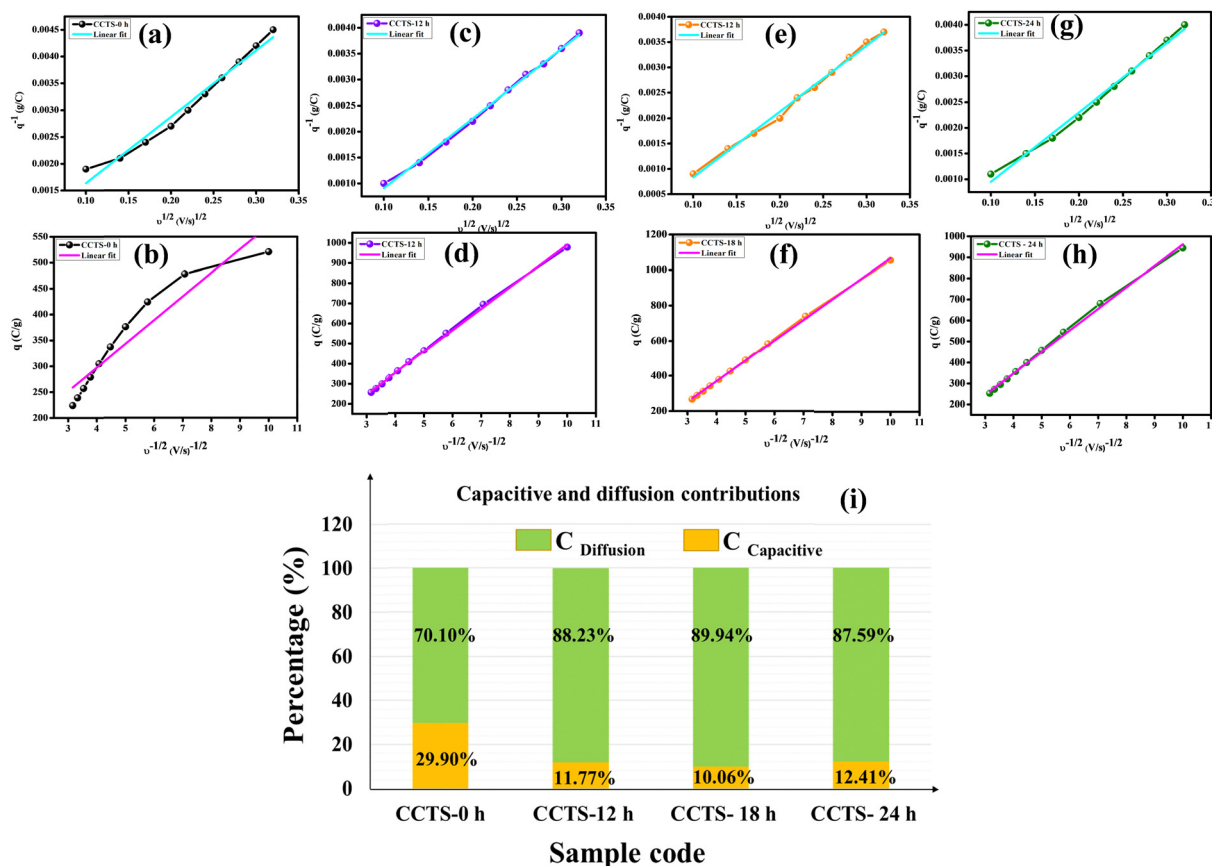 CCTS-0 h
Linear fit
(a)
0.0045
0.0040
0.0035
0.0030
0.0025
0.0020
0.0015
q⁻¹ (g/C)
0.10 0.15 0.20 0.25 0.30 0.35
υ^1/2 (V/s)^1/2
CCTS-12 h
Linear fit
(c)
0.0040
0.0035
0.0030
0.0025
0.0020
0.0015
0.0010
q⁻¹ (g/C)
0.10 0.15 0.20 0.25 0.30 0.35
υ^1/2 (V/s)^1/2
CCTS-12 h
Linear fit
(e)
0.0040
0.0035
0.0030
0.0025
0.0020
0.0015
0.0010
0.0005
q⁻¹ (g/C)
0.10 0.15 0.20 0.25 0.30 0.35
υ^1/2 (V/s)^1/2
CCTS-24 h
Linear fit
(g)
0.0040
0.0035
0.0030
0.0025
0.0020
0.0015
0.0010
q⁻¹ (g/C)
0.10 0.15 0.20 0.25 0.30 0.35
υ^1/2 (V/s)^1/2
CCTS-0 h
Linear fit
(b)
550
500
450
400
350
300
250
200
q (C/g)
3 4 5 6 7 8 9 10 11
υ^-1/2 (V/s)^-1/2
CCTS-12 h
Linear fit
(d)
1000
900
800
700
600
500
400
300
200
q (C/g)
3 4 5 6 7 8 9 10 11
υ^-1/2 (V/s)^-1/2
CCTS-18 h
Linear fit
(f)
1200
1000
800
600
400
200
q (C/g)
3 4 5 6 7 8 9 10 11
υ^-1/2 (V/s)^-1/2
CCTS - 24 h
Linear fit
(h)
1000
900
800
700
600
500
400
300
200
q (C/g)
3 4 5 6 7 8 9 10 11
υ^-1/2 (V/s)^-1/2
Capacitive and diffusion contributions (i)
C Diffusion C Capacitive
120
100
80
60
40
20
0
Percentage (%)
70.10% 88.23% 89.94% 87.59%
29.90% 11.77% 10.06% 12.41%
CCTS-0 h CCTS-12 h CCTS- 18 h CCTS- 24 h
Sample code